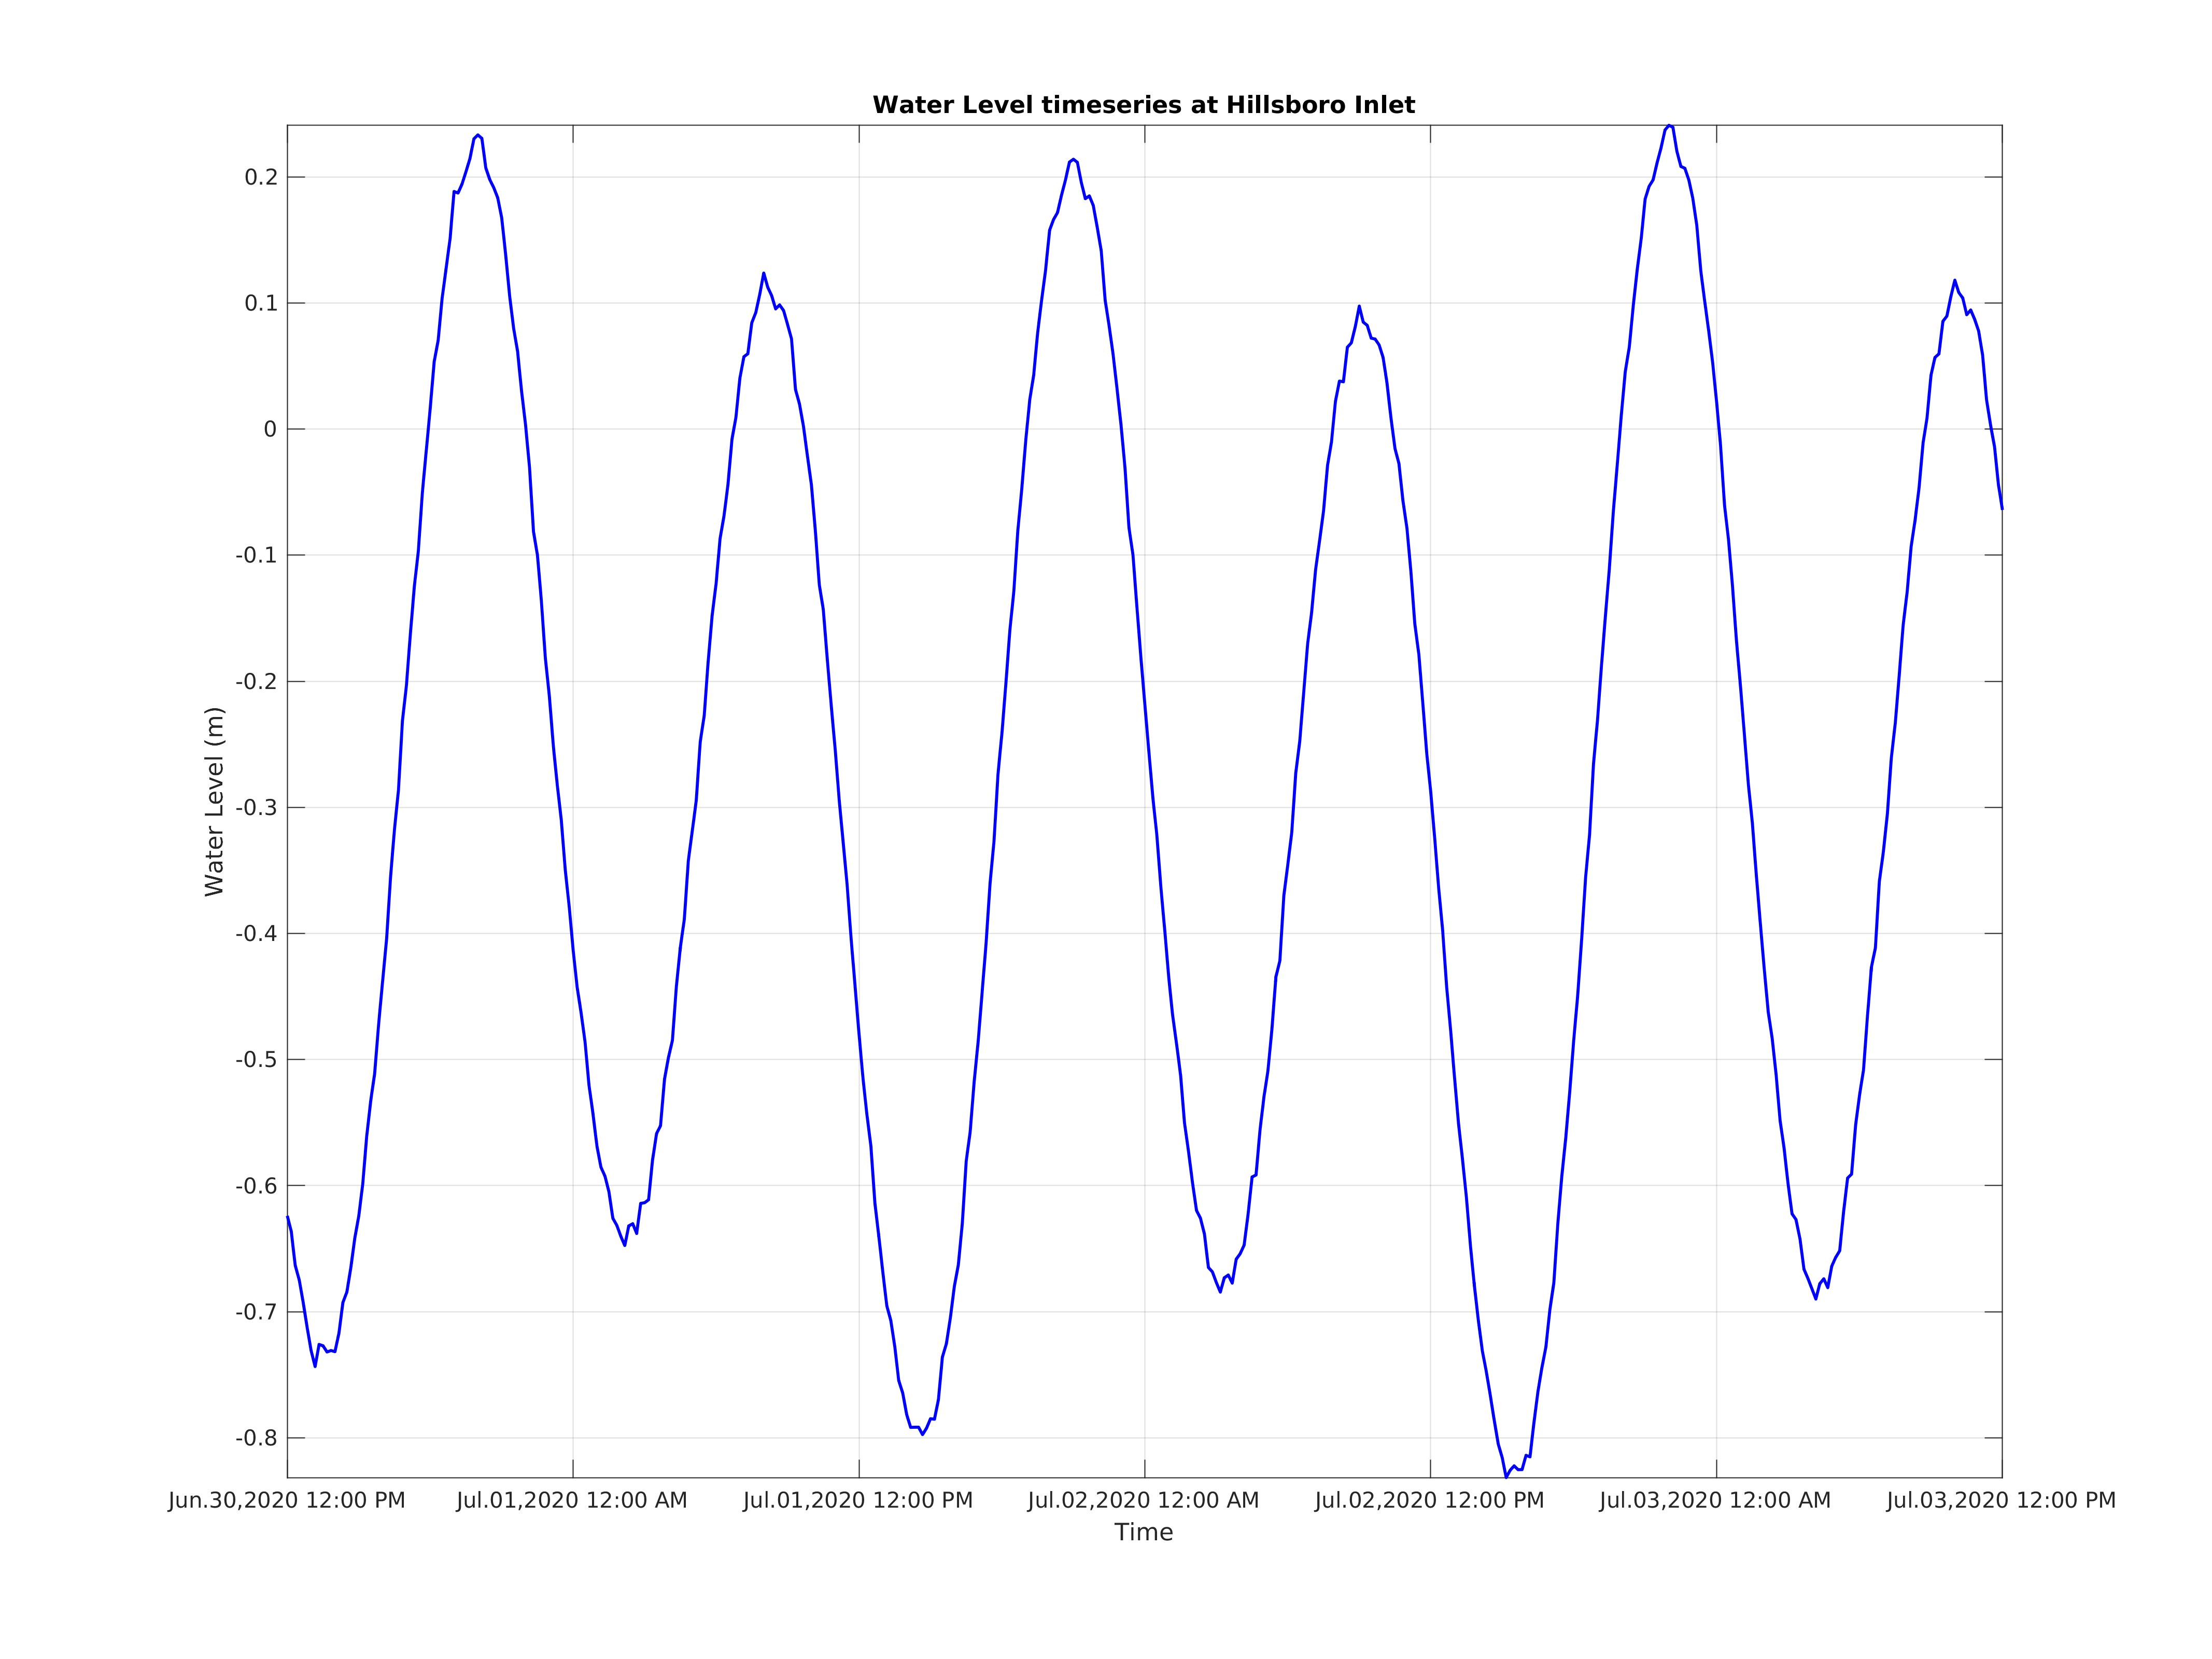 Water Level timeseries at Hillsboro Inlet
0.2
0.1
0
-0.1
-0.2
-0.3
-0.4
-0.5
-0.6
-0.7
-0.8
Water Level (m)
Jun.30,2020 12:00 PM Jul.01,2020 12:00 AM Jul.01,2020 12:00 PM Jul.02,2020 12:00 AM Jul.02,2020 12:00 PM Jul.03,2020 12:00 AM Jul.03,2020 12:00 PM
Time